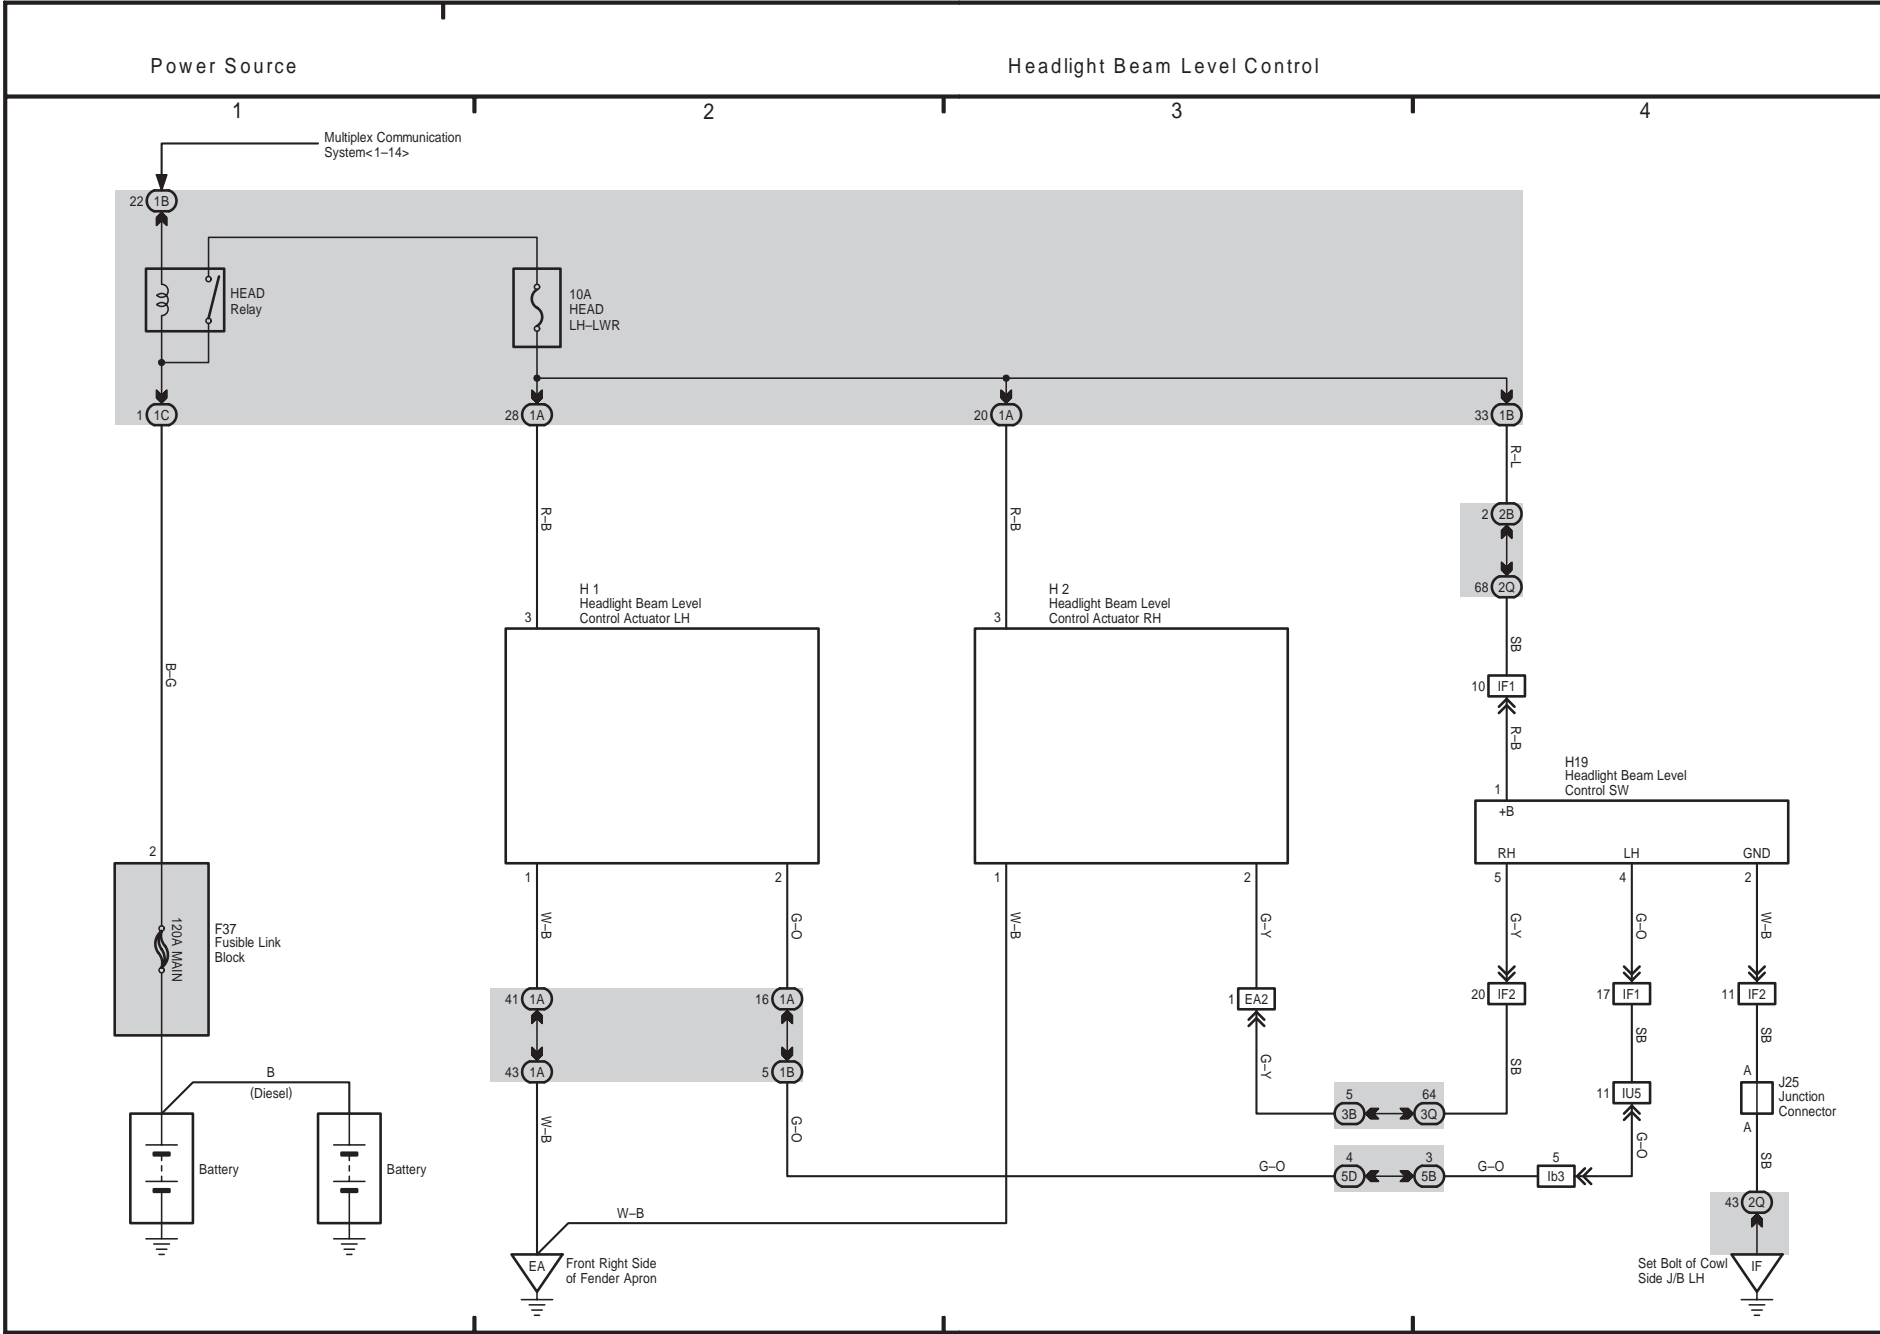 Power Source
Headlight Beam Level Control
1
2
3
4
Multiplex Communication
System<1–14>
22 1B
HEAD
Relay
10A
HEAD
LH–LWR
1 1C
28 1A
20 1A
33 1B
R–L
R–B
R–B
2 2B
68 2Q
H 1
Headlight Beam Level
Control Actuator LH
3
H 2
Headlight Beam Level
Control Actuator RH
3
SB
B–G
10 IF1
R–B
H19
Headlight Beam Level
Control SW
1
+B
RH
LH
GND
2
1
2
1
2
5
4
2
120A MAIN
F37
Fusible Link
Block
W–B
G–O
W–B
G–Y
G–Y
G–O
W–B
41 1A
16 1A
1 EA2
20 IF2
17 IF1
11 IF2
43 1A
5 1B
G–Y
SB
SB
SB
B
(Diesel)
A
J25
Junction
Connector
A
11 IU5
5
3B
64
3Q
W–B
G–O
G–O
SB
Battery
Battery
G–O
4
5D
3
5B
G–O
5
Ib3
43 2Q
W–B
EA
Front Right Side
of Fender Apron
Set Bolt of Cowl
Side J/B LH
IF